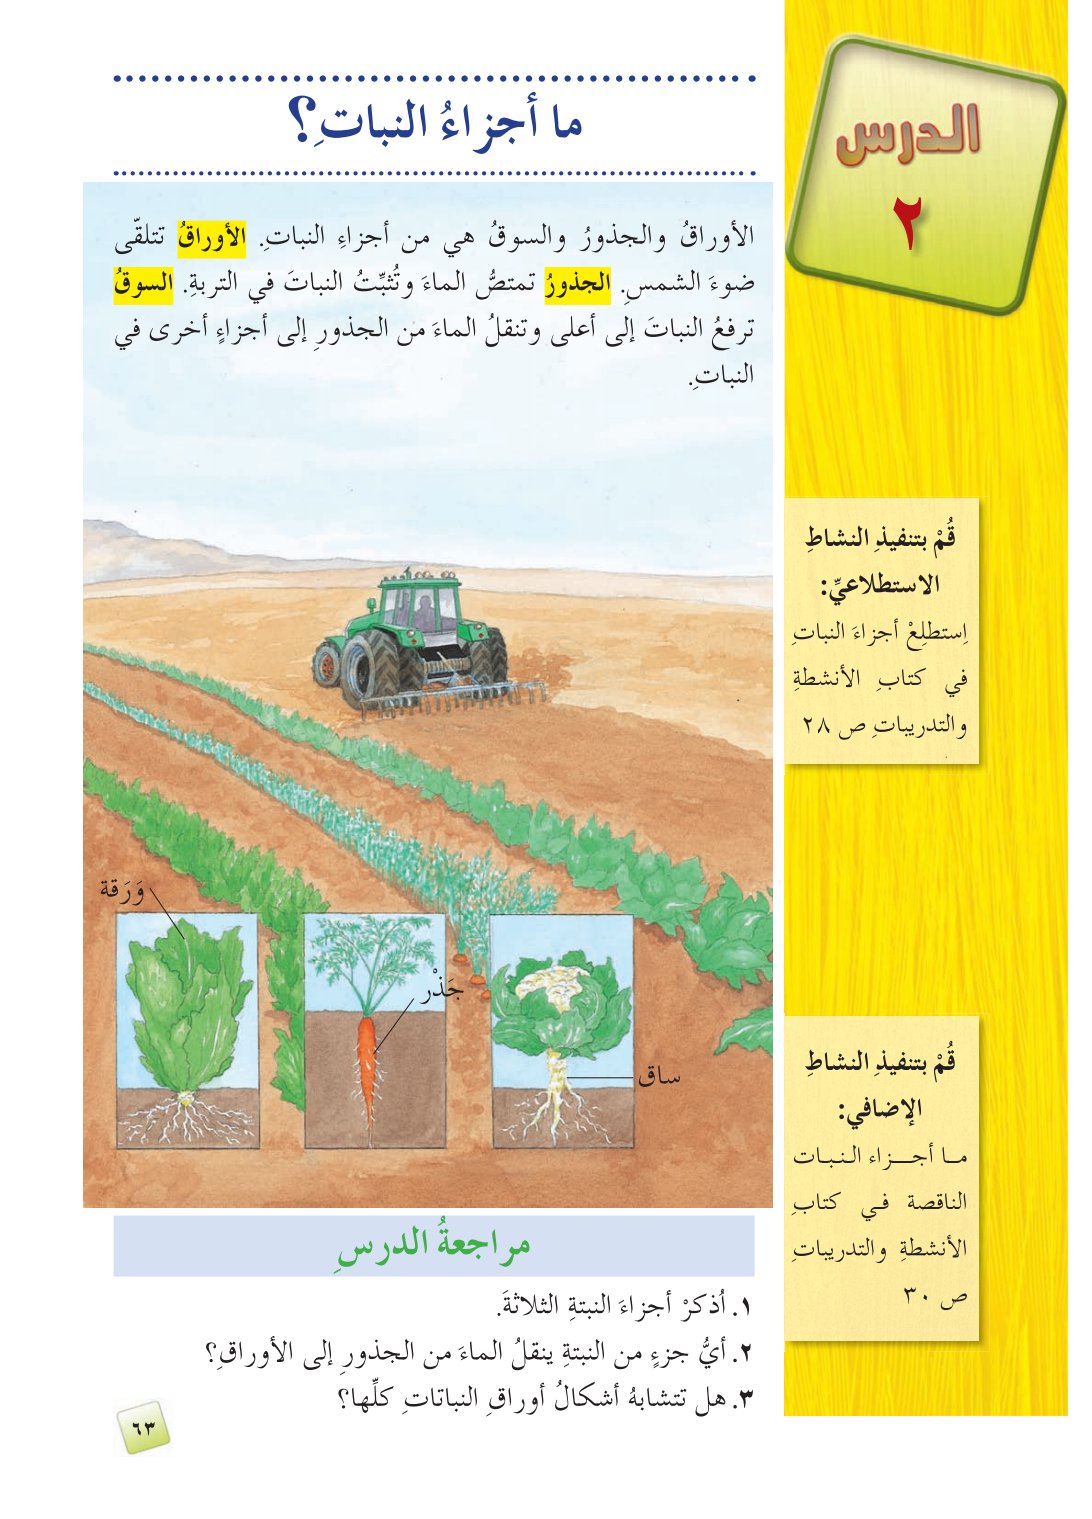 الدرس
٢
ما أجزاءُ النباتِ؟
الأوراقُ والجذورُ والسوقُ هي من أجزاءِ النباتِ. الأوراقُ تتلقّى
ضوءَ الشمسِ. الجذورُ تمتصُّ الماءَ وتُثبِّتُ النباتَ في التربةِ. السوقُ
ترفعُ النباتَ إلى أعلى وتنقلُ الماءَ من الجذورِ إلى أجزاءٍ أخرى في
النباتِ.
قُمْ بتنفيذِ النشاطِ
الاستطلاعيِّ:
اِستطلِعْ أجزاءَ النباتِ
في كتابِ الأنشطةِ
والتدريباتِ ص ٢٨
وَرَقة
جَذْر
ساق
قُمْ بتنفيذِ النشاطِ
الإضافي:
مـا أجـــزاء الـنـبـات
الناقصة فـي كتابِ
الأنشطةِ والتدريباتِ
ص ٣٠
مراجعةُ الدرسِ
١. اُذكرْ أجزاءَ النبتةِ الثلاثةَ.
٢. أيُّ جزءٍ من النبتةِ ينقلُ الماءَ من الجذورِ إلى الأوراقِ؟
٣. هل تتشابهُ أشكالُ أوراقِ النباتاتِ كلِّها؟
٦٣